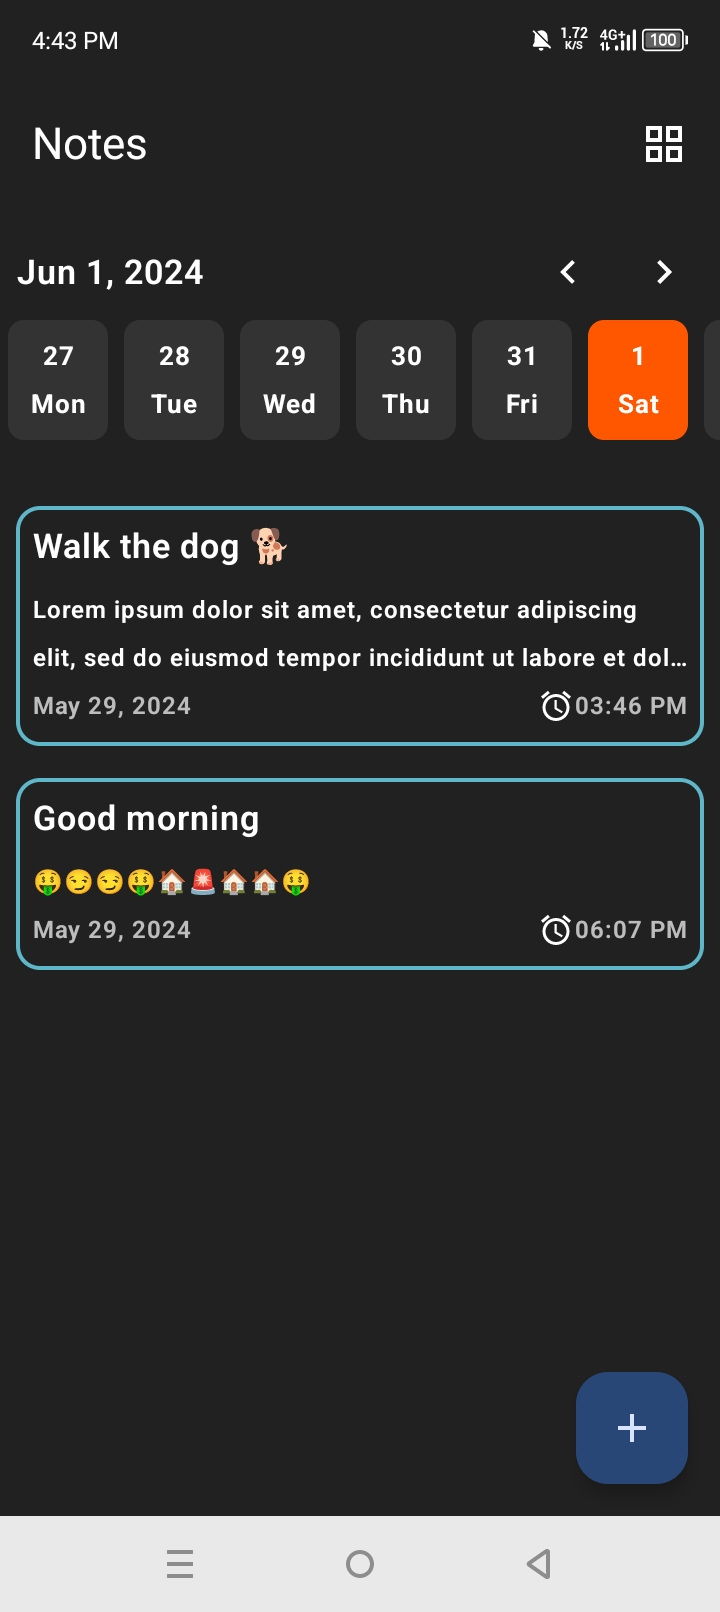 4:43 PM 1.72 K/S 4G+ 100
Notes
Jun 1, 2024
27 28 29 30 31 1
Mon Tue Wed Thu Fri Sat
Walk the dog 🐕
Lorem ipsum dolor sit amet, consectetur adipiscing
elit, sed do eiusmod tempor incididunt ut labore et dol…
May 29, 2024 03:46 PM
Good morning
🤑😏😏🤑🏠🚨🏠🏠🤑
May 29, 2024 06:07 PM